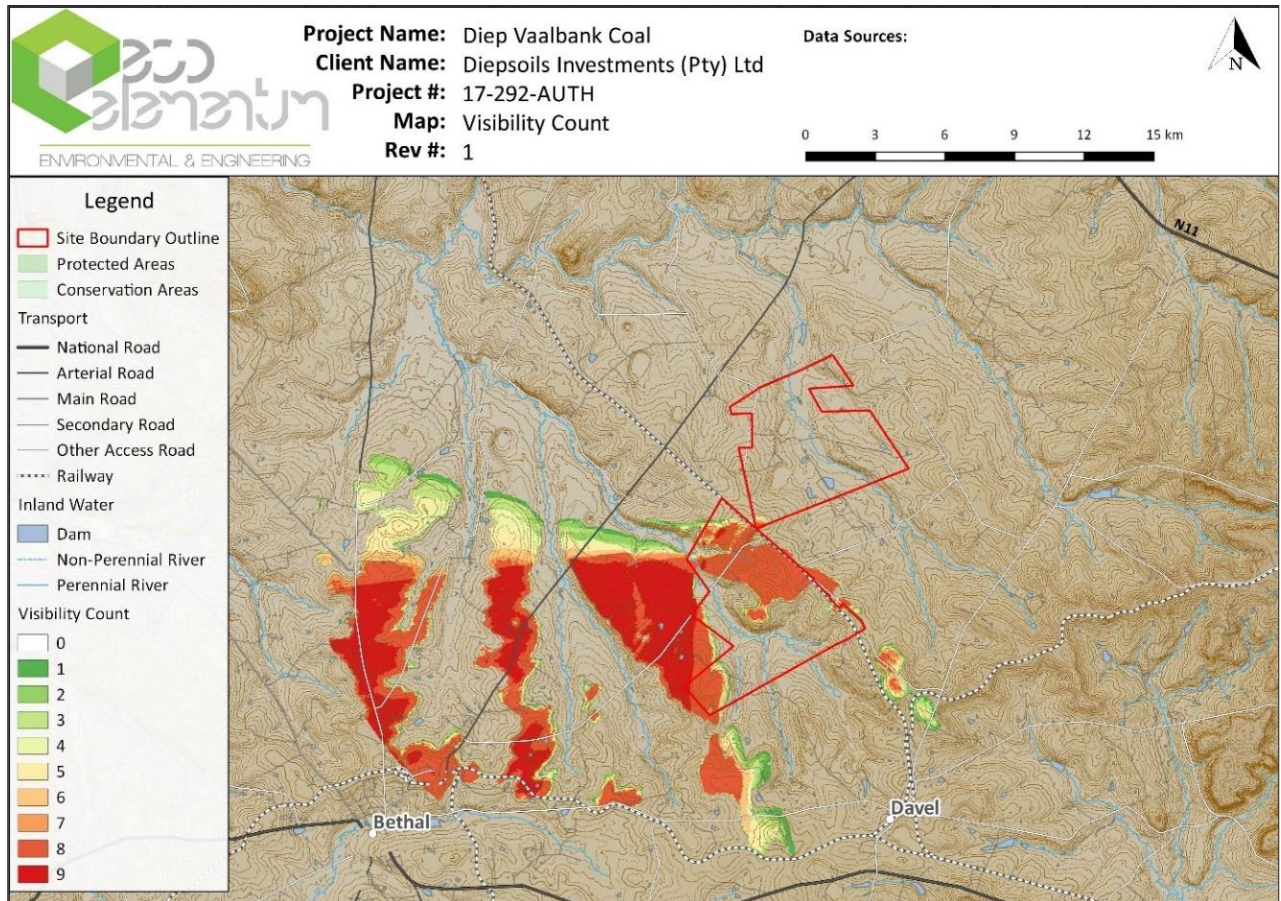 eco
elementum
ENVIRONMENTAL & ENGINEERING
Project Name: Diep Vaalbank Coal
Client Name: Diepsoils Investments (Pty) Ltd
Project #: 17-292-AUTH
Map: Visibility Count
Rev #: 1
Data Sources:
N
0 3 6 9 12 15 km
Legend
Site Boundary Outline
Protected Areas
Conservation Areas
Transport
National Road
Arterial Road
Main Road
Secondary Road
Other Access Road
Railway
Inland Water
Dam
Non-Perennial River
Perennial River
Visibility Count
0
1
2
3
4
5
6
7
8
9
N11
Bethal
Davel